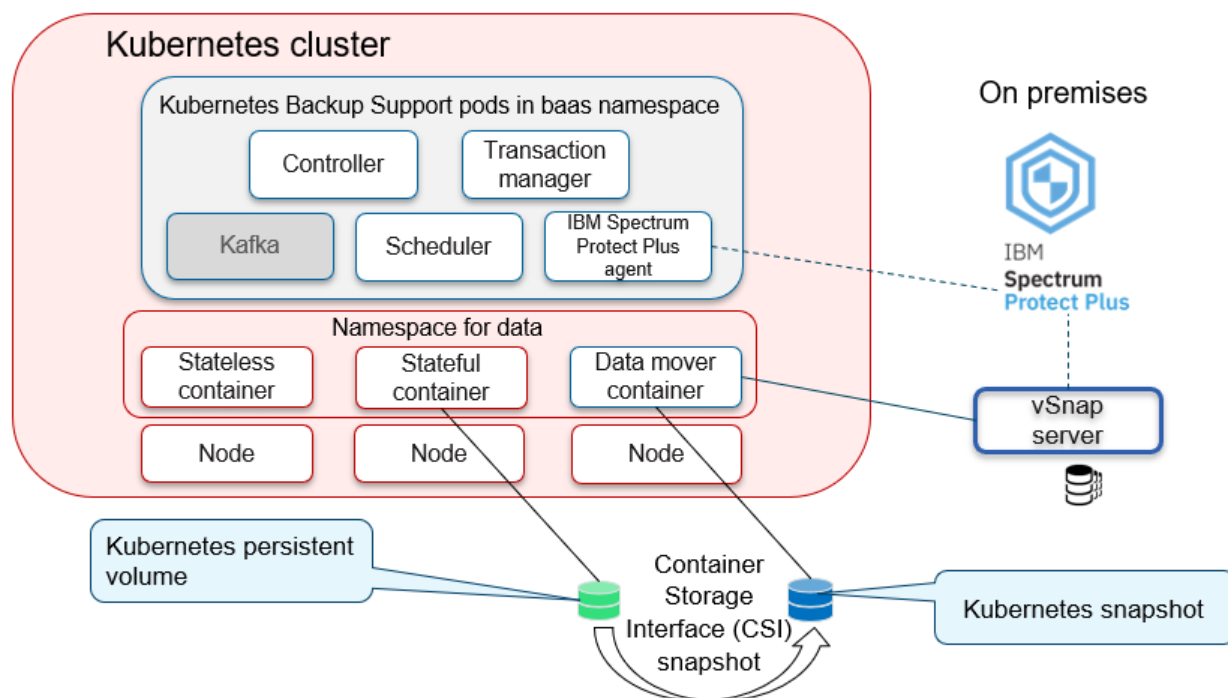 Kubernetes cluster
Kubernetes Backup Support pods in baas namespace
Controller
Transaction
manager
Kafka
Scheduler
IBM Spectrum
Protect Plus
agent
Namespace for data
Stateless
container
Stateful
container
Data mover
container
Node
Node
Node
On premises
IBM
Spectrum
Protect Plus
vSnap
server
Kubernetes persistent
volume
Container
Storage
Interface (CSI)
snapshot
Kubernetes snapshot